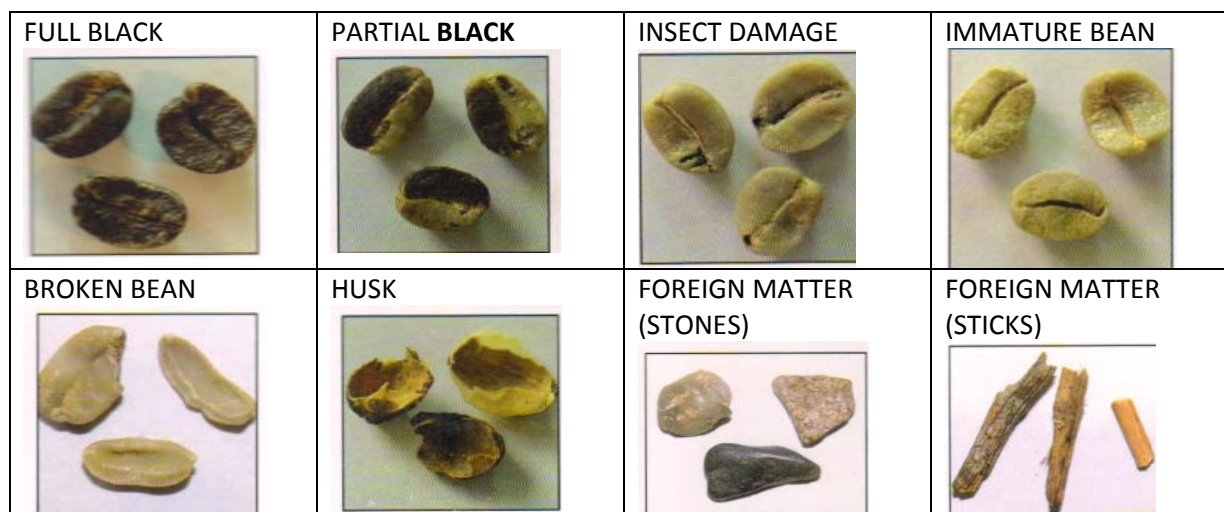 FULL BLACK
PARTIAL BLACK
INSECT DAMAGE
IMMATURE BEAN
BROKEN BEAN
HUSK
FOREIGN MATTER
(STONES)
FOREIGN MATTER
(STICKS)